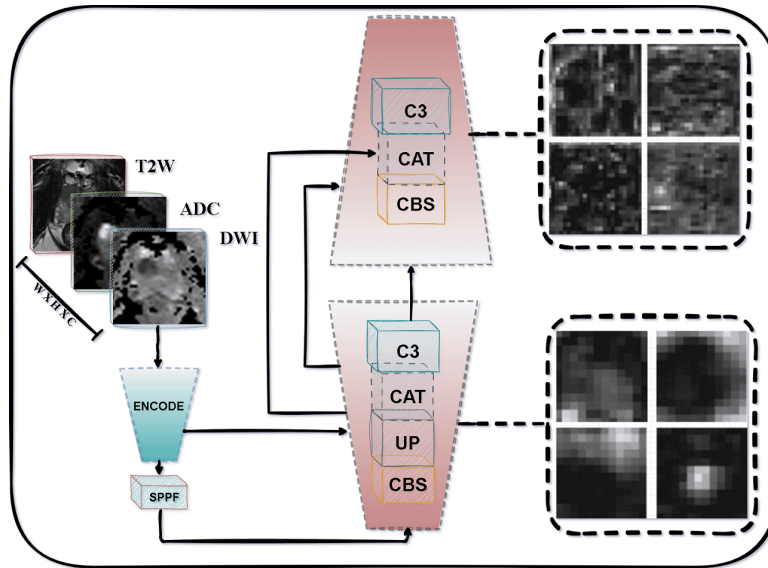 T2W
ADC
DWI
W X H X C
ENCODE
SPPF
C3
CAT
CBS
C3
CAT
UP
CBS